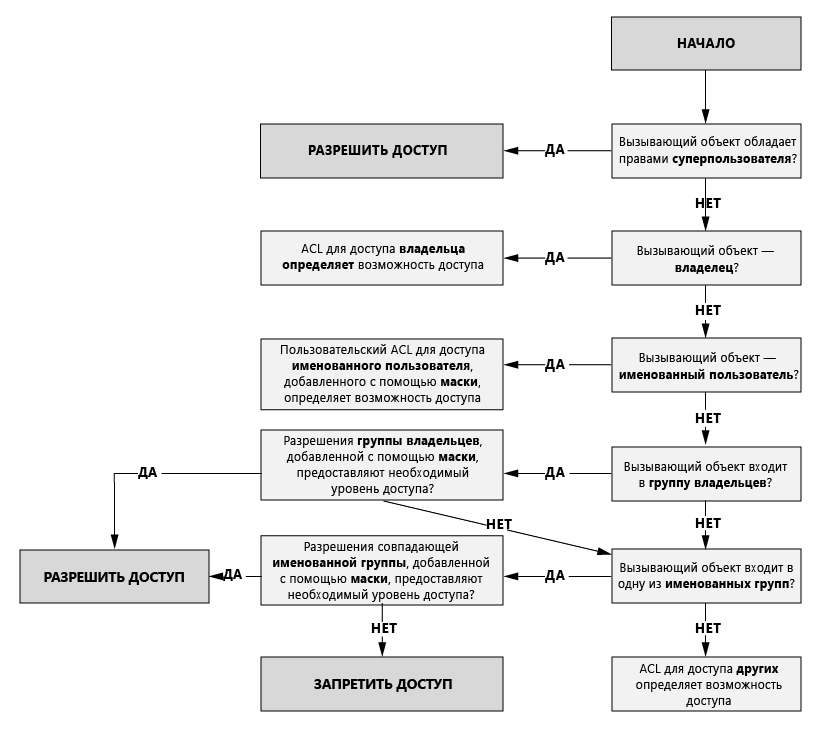 НАЧАЛО
РАЗРЕШИТЬ ДОСТУП
ДА
Вызывающий объект обладает
правами суперпользователя?
НЕТ
ACL для доступа владельца
определяет возможность доступа
ДА
Вызывающий объект —
владелец?
НЕТ
Пользовательский ACL для доступа
именованного пользователя,
добавленного с помощью маски,
определяет возможность доступа
ДА
Вызывающий объект —
именованный пользователь?
НЕТ
Разрешения группы владельцев,
добавленной с помощью маски,
предоставляют необходимый
уровень доступа?
ДА
ДА
Вызывающий объект входит
в группу владельцев?
НЕТ
НЕТ
РАЗРЕШИТЬ ДОСТУП
ДА
Разрешения совпадающей
именованной группы, добавленной
с помощью маски, предоставляют
необходимый уровень доступа?
ДА
Вызывающий объект входит в
одну из именованных групп?
НЕТ
НЕТ
ЗАПРЕТИТЬ ДОСТУП
ACL для доступа других
определяет возможность
доступа